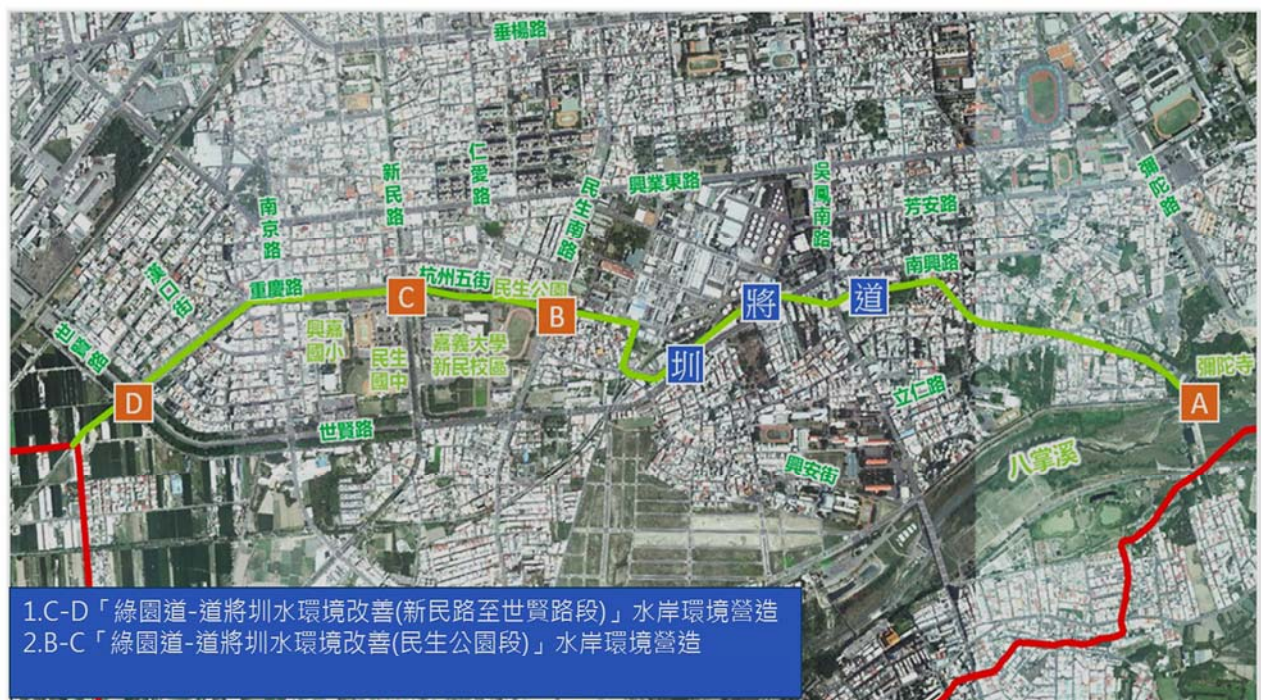 垂楊路
仁愛路
新民路
民生南路
興業東路
吳鳳南路
彌陀路
南京路
芳安路
溪口街
重慶路
杭州五街
民生公園
南興路
世賢路
C
B
將
道
興嘉
國小
民生
國中
嘉義大學
新民校區
圳
彌陀寺
D
A
立仁路
世賢路
八掌溪
興安街
1.C-D「綠園道-道將圳水環境改善(新民路至世賢路段)」水岸環境營造
2.B-C「綠園道-道將圳水環境改善(民生公園段)」水岸環境營造